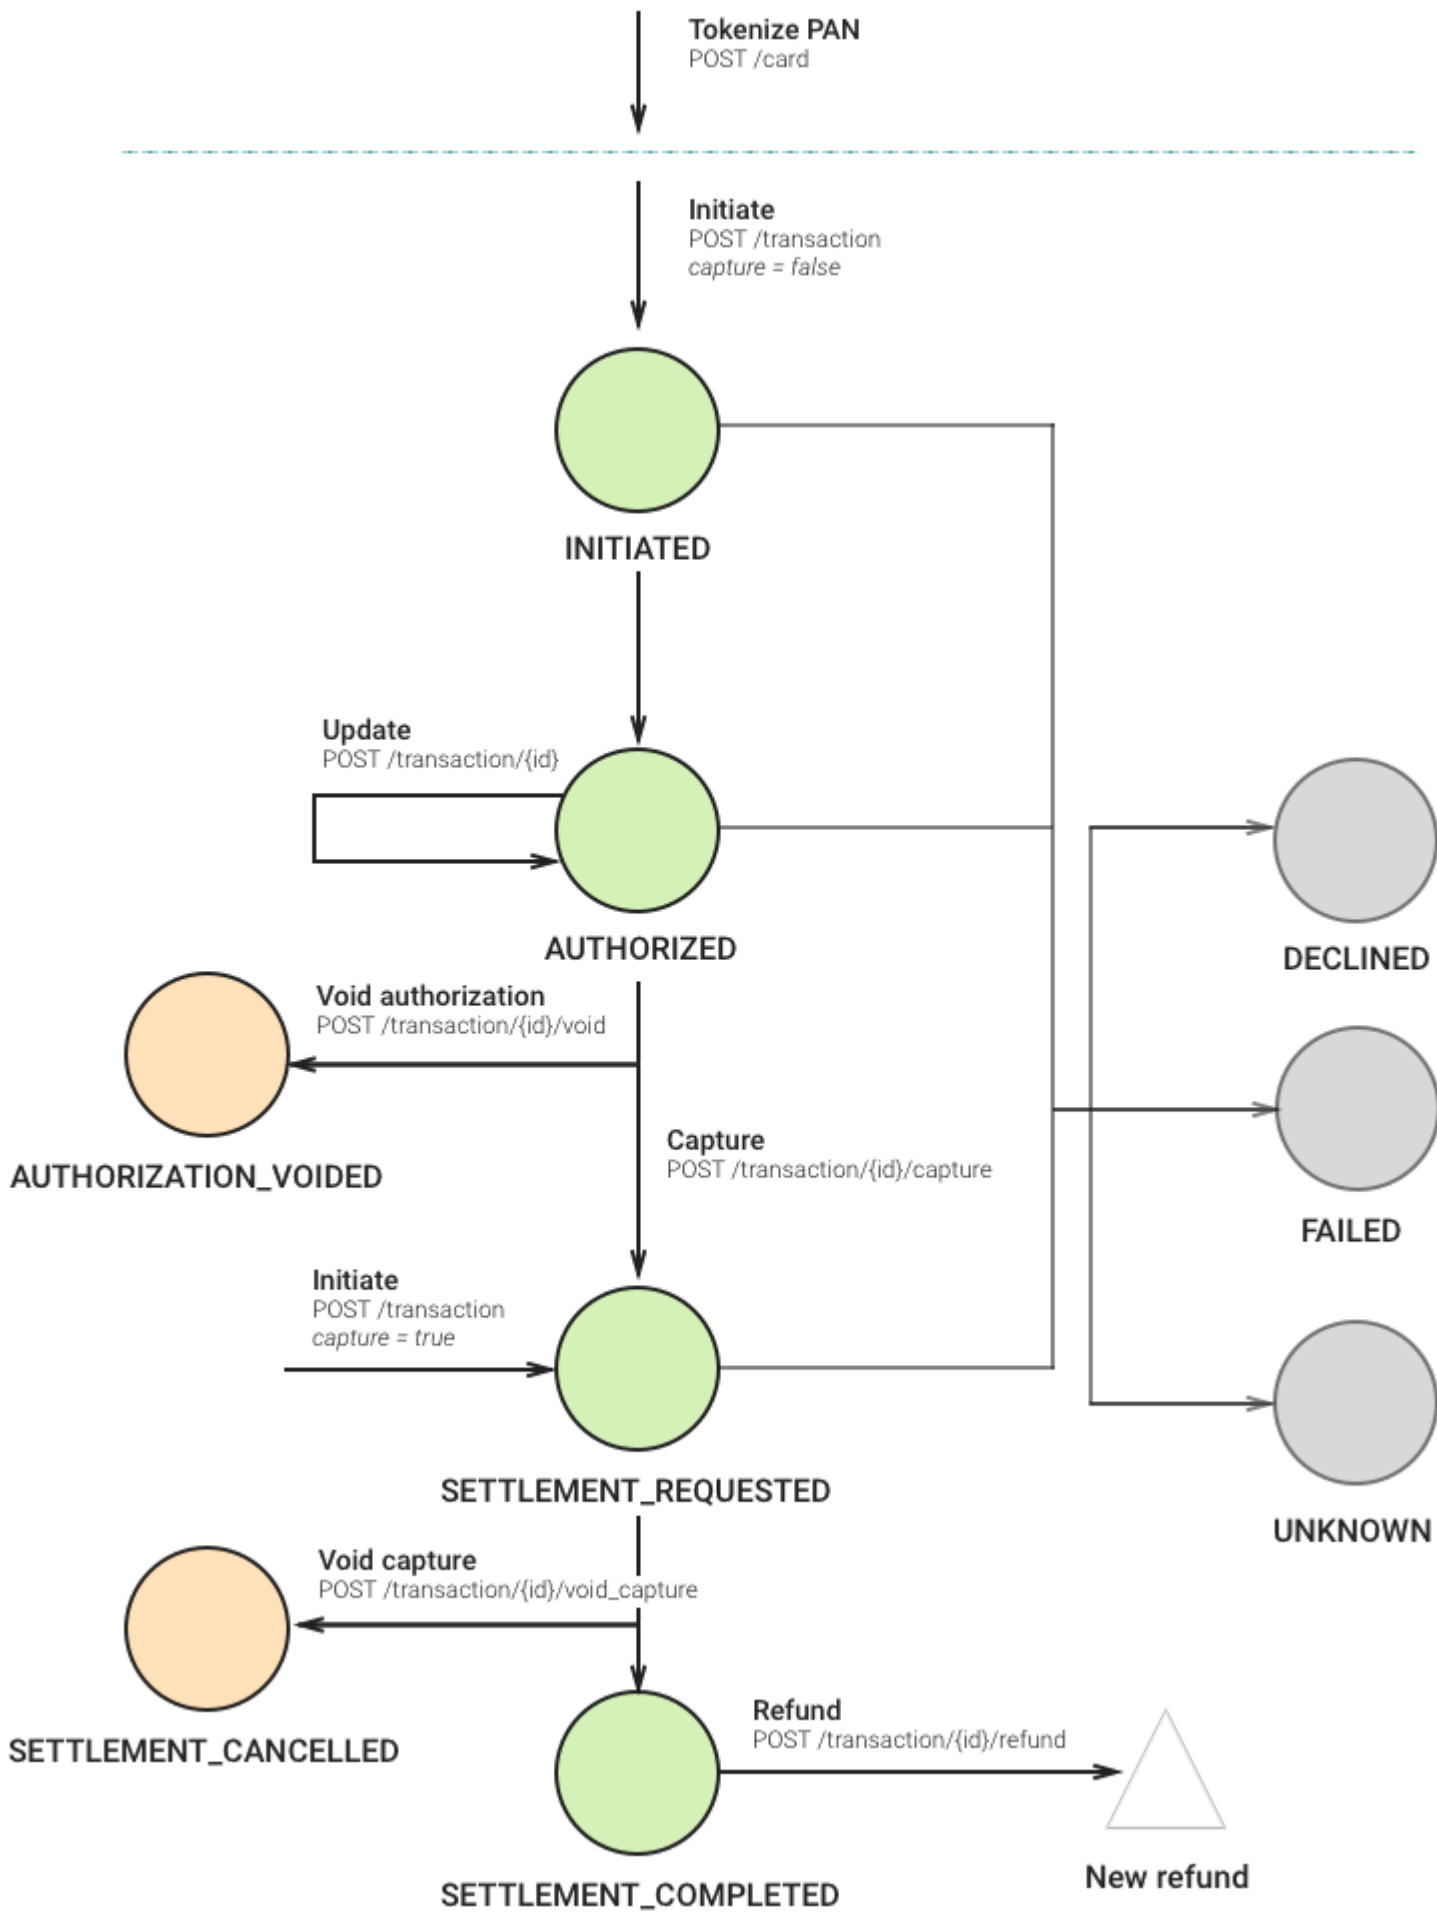 Tokenize PAN
POST /card
Initiate
POST /transaction
capture = false
INITIATED
Update
POST /transaction/{id}
AUTHORIZED
DECLINED
Void authorization
POST /transaction/{id}/void
AUTHORIZATION_VOIDED
Capture
POST /transaction/{id}/capture
FAILED
Initiate
POST /transaction
capture = true
SETTLEMENT_REQUESTED
UNKNOWN
Void capture
POST /transaction/{id}/void_capture
SETTLEMENT_CANCELLED
Refund
POST /transaction/{id}/refund
New refund
SETTLEMENT_COMPLETED